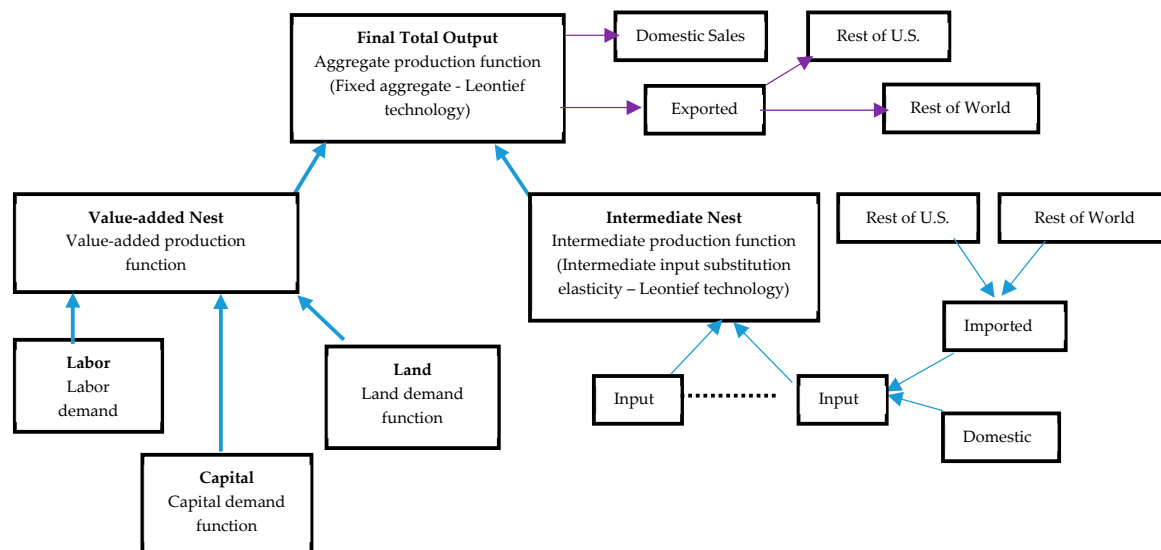 Final Total Output
Aggregate production function
(Fixed aggregate - Leontief
technology)
Domestic Sales
Rest of U.S.
Exported
Rest of World
Value-added Nest
Value-added production
function
Intermediate Nest
Intermediate production function
(Intermediate input substitution
elasticity – Leontief technology)
Rest of U.S.
Rest of World
Imported
Labor
Labor
demand
Land
Land demand
function
Input
Input
Domestic
Capital
Capital demand
function